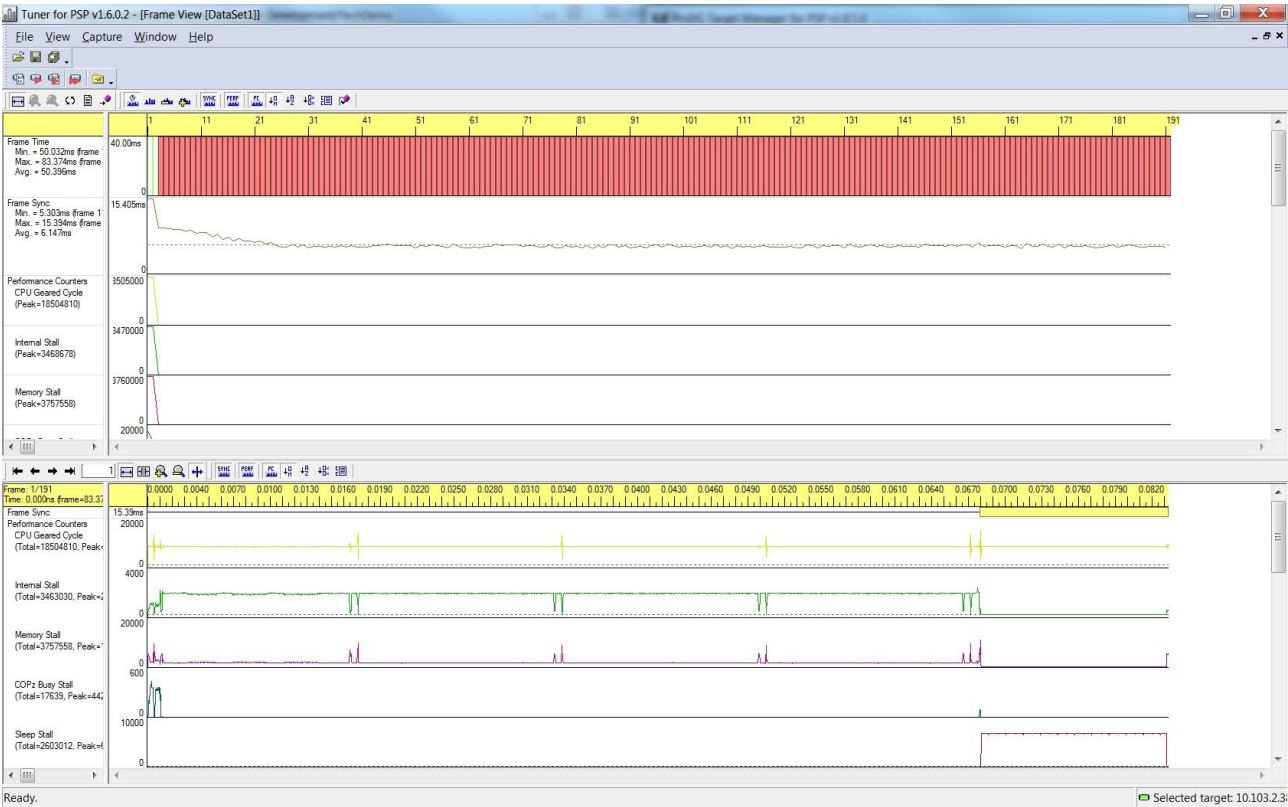 Tuner for PSP v1.6.0.2 - [Frame View [DataSet1]]
File View Capture Window Help
SYNC PERF PC
1 11 21 31 41 51 61 71 81 91 101 111 121 131 141 151 161 171 181 191
Frame Time
Min. = 50.032ms (frame
Max. = 83.374ms (frame
Avg. = 50.396ms
40.00ms
0
Frame Sync
Min. = 5.303ms (frame 1
Max. = 15.394ms (frame
Avg. = 6.147ms
15.405ms
0
Performance Counters
CPU Geared Cycle
(Peak=18504810)
3505000
0
Internal Stall
(Peak=3468678)
3470000
0
Memory Stall
(Peak=3757558)
3760000
0
20000
1
SYNC PERF PC
Frame: 1/191
Time: 0.000ns (frame=83.37
0.0000 0.0040 0.0070 0.0100 0.0130 0.0160 0.0190 0.0220 0.0250 0.0280 0.0310 0.0340 0.0370 0.0400 0.0430 0.0460 0.0490 0.0520 0.0550 0.0580 0.0610 0.0640 0.0670 0.0700 0.0730 0.0760 0.0790 0.0820
Frame Sync
15.39ms
Performance Counters
CPU Geared Cycle
(Total=18504810, Peak=
20000
0
Internal Stall
(Total=3463030, Peak=2
4000
0
Memory Stall
(Total=3757558, Peak=
20000
0
COPz Busy Stall
(Total=17639, Peak=442
600
0
Sleep Stall
(Total=2603012, Peak=6
10000
0
Ready.
Selected target: 10.103.2.3